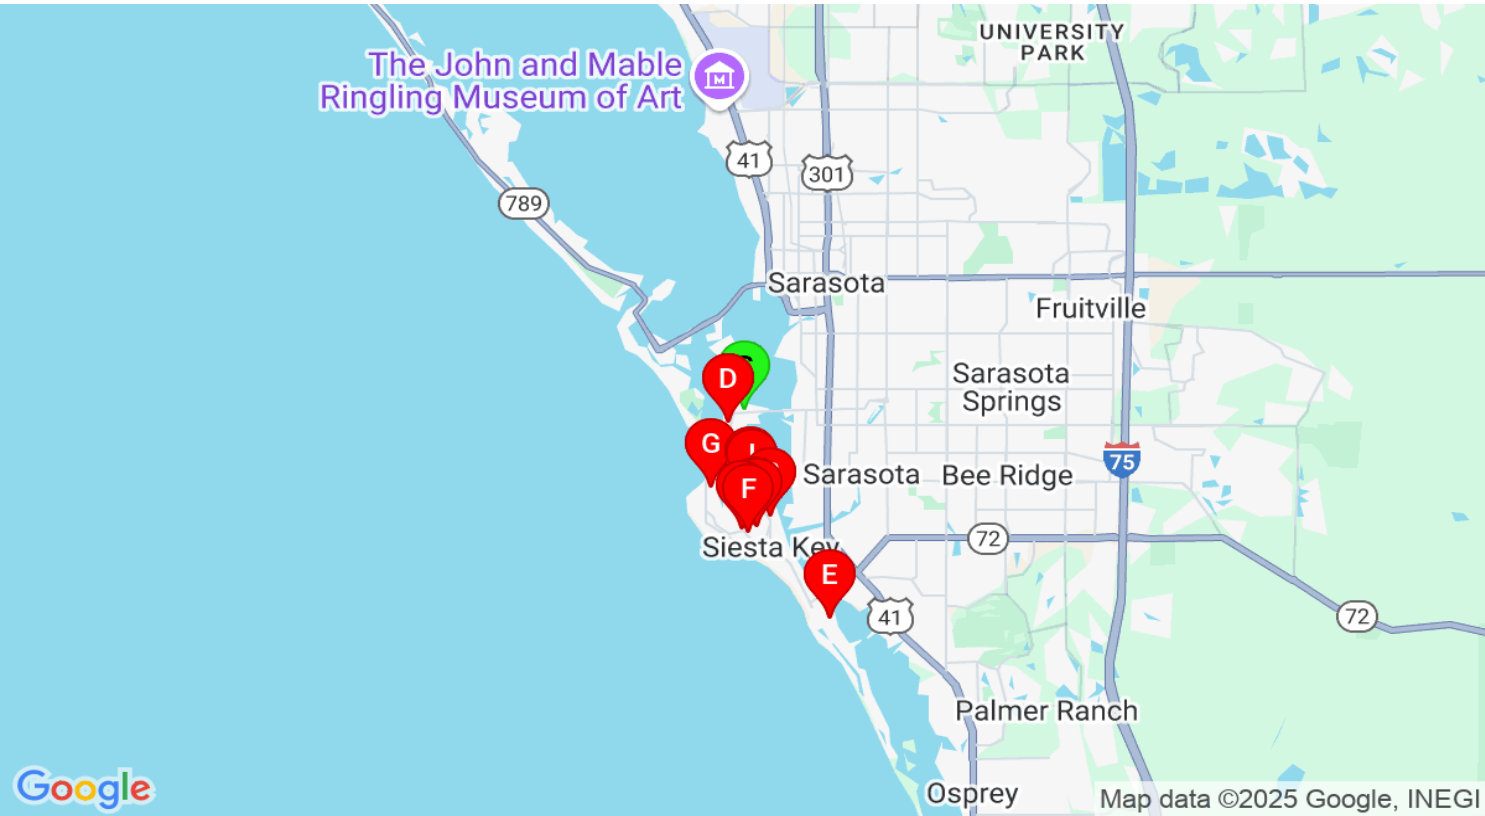 UNIVERSITY
PARK
The John and Mable
Ringling Museum of Art
M
41
301
789
Sarasota
Fruitville
D
Sarasota
Springs
G
Sarasota
Bee Ridge
75
F
72
Siesta Key
E
41
72
Palmer Ranch
Osprey
Google
Map data ©2025 Google, INEGI